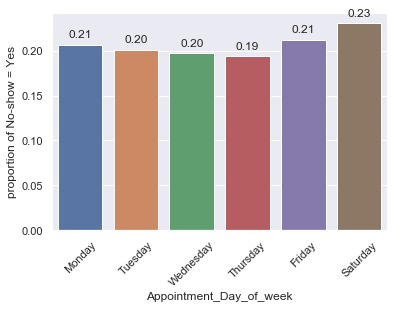 proportion of No-show = Yes
0.20
0.15
0.10
0.05
0.00
0.21
0.20
0.20
0.19
0.21
0.23
Monday
Tuesday
Wednesday
Thursday
Friday
Saturday
Appointment_Day_of_week